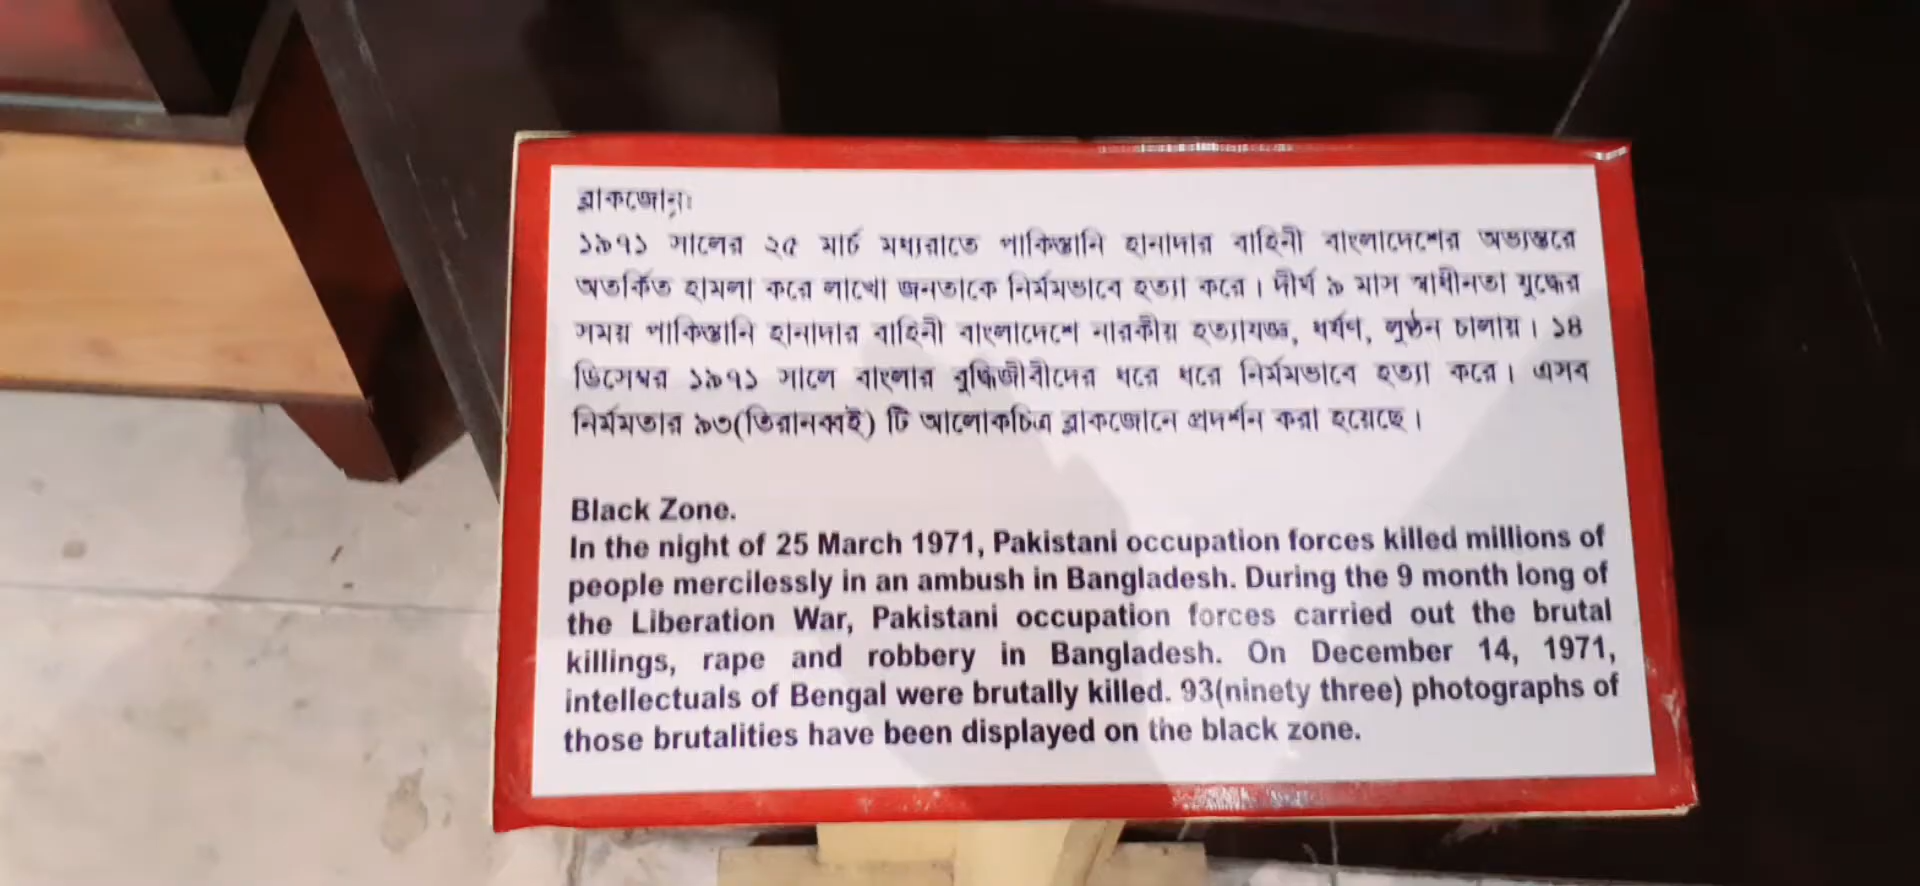 ব্লাকজোনঃ
১৯৭১ সালের ২৫ মার্চ মধ্যরাতে পাকিস্তানি হানাদার বাহিনী বাংলাদেশের অভ্যন্তরে
অতর্কিত হামলা করে লাখো জনতাকে নির্মমভাবে হত্যা করে। দীর্ঘ ৯ মাস স্বাধীনতা যুদ্ধের
সময় পাকিস্তানি হানাদার বাহিনী বাংলাদেশে নারকীয় হত্যাযজ্ঞ, ধর্ষণ, লুণ্ঠন চালায়। ১৪
ডিসেম্বর ১৯৭১ সালে বাংলার বুদ্ধিজীবীদের ধরে ধরে নির্মমভাবে হত্যা করে। এসব
নির্মমতার ৯৩(তিরানব্বই) টি আলোকচিত্র ব্লাকজোনে প্রদর্শন করা হয়েছে।
Black Zone.
In the night of 25 March 1971, Pakistani occupation forces killed millions of
people mercilessly in an ambush in Bangladesh. During the 9 month long of
the Liberation War, Pakistani occupation forces carried out the brutal
killings, rape and robbery in Bangladesh. On December 14, 1971,
intellectuals of Bengal were brutally killed. 93(ninety three) photographs of
those brutalities have been displayed on the black zone.